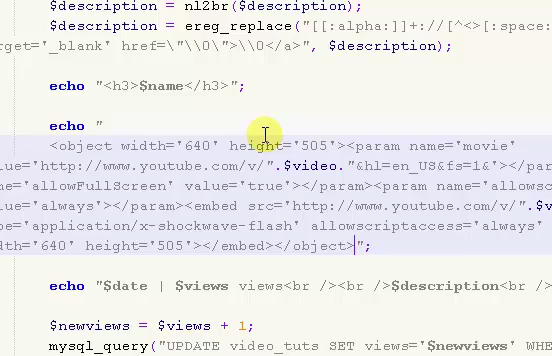 $description = nl2br($description);
$description = ereg_replace("[[:alpha:]]+://[^<>[:space:
rget='_blank' href=\"\\0\">\\0</a>", $description);
echo "<h3>$name</h3>";
echo "
<object width='640' height='505'><param name='movie'
lue='http://www.youtube.com/v/".$video."&hl=en_US&fs=1&'></par
me='allowFullScreen' value='true'></param><param name='allowsc
lue='always'></param><embed src='http://www.youtube.com/v/".$v
pe='application/x-shockwave-flash' allowscriptaccess='always'
dth='640' height='505'></embed></object>";
echo "$date | $views views<br /><br />$description<br /
$newviews = $views + 1;
mysql_query("UPDATE video_tuts SET views='$newviews' WHE